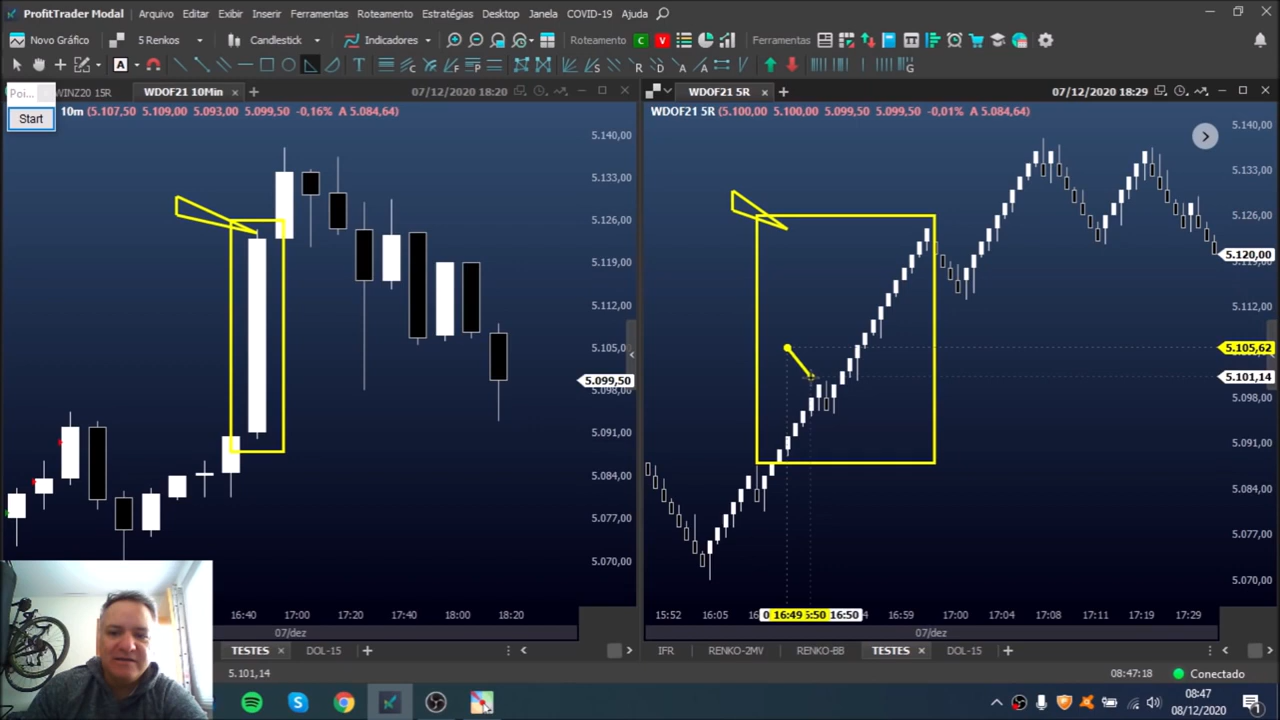 ProfitTrader Modal Arquivo Editar Exibir Inserir Ferramentas Roteamento Estratégias Desktop Janela COVID-19 Ajuda
Novo Gráfico 5 Renkos Candlestick Indicadores Roteamento C V Ferramentas
Poi... WINZ20 15R WDOF21 10Min 07/12/2020 18:20 WDOF21 5R 07/12/2020 18:29
Start
10m (5.107,50 5.109,00 5.093,00 5.099,50 -0,16% A 5.084,64)
WDOF21 5R (5.100,00 5.100,00 5.099,50 5.099,50 -0,01% A 5.084,64)
5.140,00 5.140,00
5.133,00 5.133,00
5.126,00 5.126,00
5.119,00 5.120,00
5.112,00 5.112,00
5.105,00 5.105,62
5.099,50 5.101,14
5.098,00 5.098,00
5.091,00 5.091,00
5.084,00 5.084,00
5.077,00 5.077,00
5.070,00 5.070,00
16:40 17:00 17:20 17:40 18:00 18:20 15:52 16:05 16:49 16:50 16:59 17:00 17:04 17:08 17:11 17:19 17:29
07/dez 07/dez
TESTES DOL-15 IFR RENKO-2MV RENKO-BB TESTES DOL-15
5.101,14 08:47:18 Conectado
08:47
08/12/2020